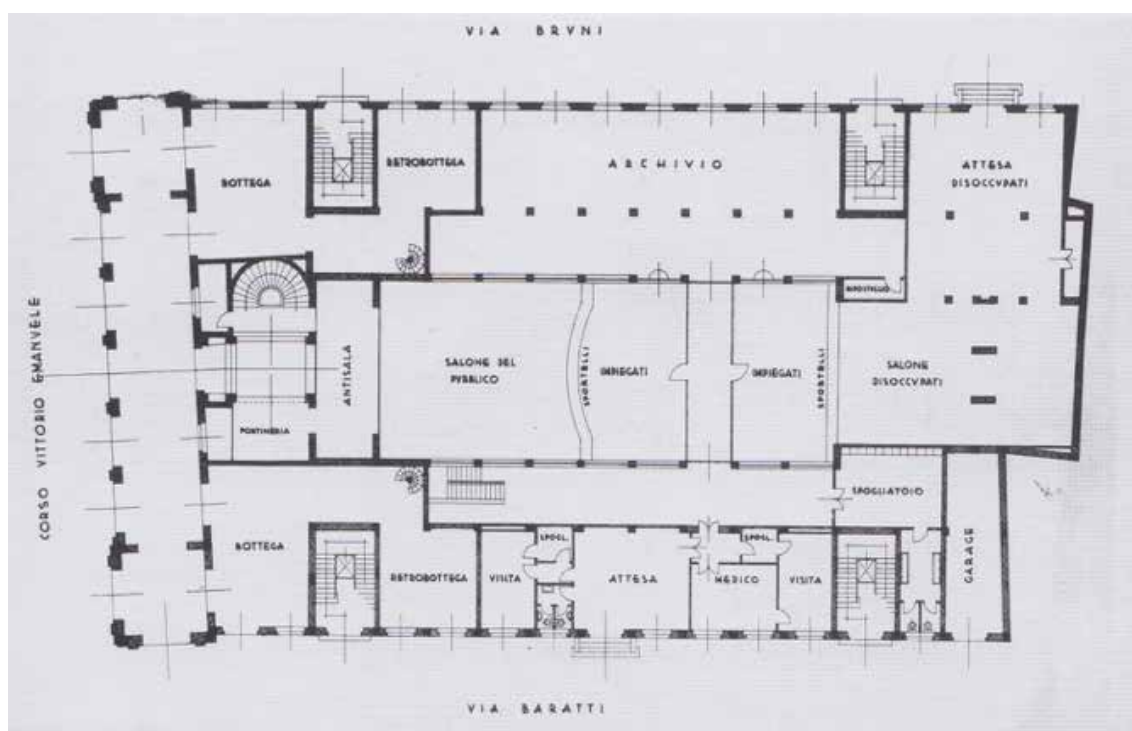 VIA BRVNI
BOTTEGA
RETROBOTTEGA
ARCHIVIO
ATTESA
DISOCCVPATI
RIPOSTIGLIO
CORSO VITTORIO EMANVELE
ANTISALA
SALONE DEL
PVBBLICO
SPORTELLI
IMPIEGATI
IMPIEGATI
SPORTELLI
SALONE
DISOCCVPATI
PORTINERIA
SPOGLIATOIO
GARAGE
BOTTEGA
RETROBOTTEGA
VISITA
SPOGL.
ATTESA
MEDICO
SPOGL.
VISITA
VIA BARATTI